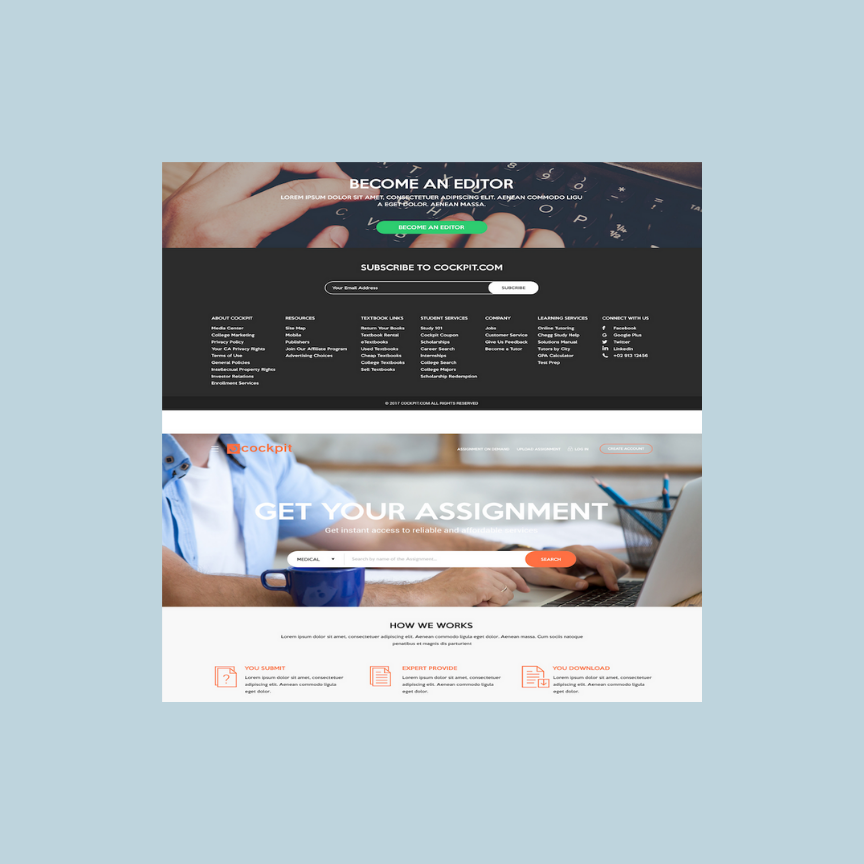 BECOME AN EDITOR
LOREM IPSUM DOLOR SIT AMET, CONSECTETUER ADIPISCING ELIT. AENEAN COMMODO LIGU
A EGET DOLOR. AENEAN MASSA.
BECOME AN EDITOR
SUBSCRIBE TO COCKPIT.COM
Your Email Address
SUBCRIBE
ABOUT COCKPIT
Media Center
College Marketing
Privacy Policy
Your CA Privacy Rights
Terms of Use
General Policies
Intellectual Property Rights
Investor Relations
Enrollment Services
RESOURCES
Site Map
Mobile
Publishers
Join Our Affiliate Program
Advertising Choices
TEXTBOOK LINKS
Return Your Books
Textbook Rental
eTextbooks
Used Textbooks
Cheap Textbooks
College Textbooks
Sell Textbooks
STUDENT SERVICES
Study 101
Cockpit Coupon
Scholarships
Career Search
Internships
College Search
College Majors
Scholarship Redemption
COMPANY
Jobs
Customer Service
Give Us Feedback
Become a Tutor
LEARNING SERVICES
Online Tutoring
Chegg Study Help
Solutions Manual
Tutors by City
GPA Calculator
Test Prep
CONNECT WITH US
Facebook
Google Plus
Twitter
Linkedin
+02 913 12456
© 2017 COCKPIT.COM ALL RIGHTS RESERVED
cockpit
LOG IN
CREATE ACCOUNT
GET YOUR ASSIGNMENT
Get instant access to reliable and affordable services
MEDICAL
Search by name of the Assignment...
SEARCH
HOW WE WORKS
Lorem ipsum dolor sit amet, consectetuer adipiscing elit. Aenean commodo ligula eget dolor. Aenean massa. Cum sociis natoque
penatibus et magnis dis parturient
YOU SUBMIT
Lorem ipsum dolor sit amet, consectetuer
adipiscing elit. Aenean commodo ligula
eget dolor.
EXPERT PROVIDE
Lorem ipsum dolor sit amet, consectetuer
adipiscing elit. Aenean commodo ligula
eget dolor.
YOU DOWNLOAD
Lorem ipsum dolor sit amet, consectetuer
adipiscing elit. Aenean commodo ligula
eget dolor.